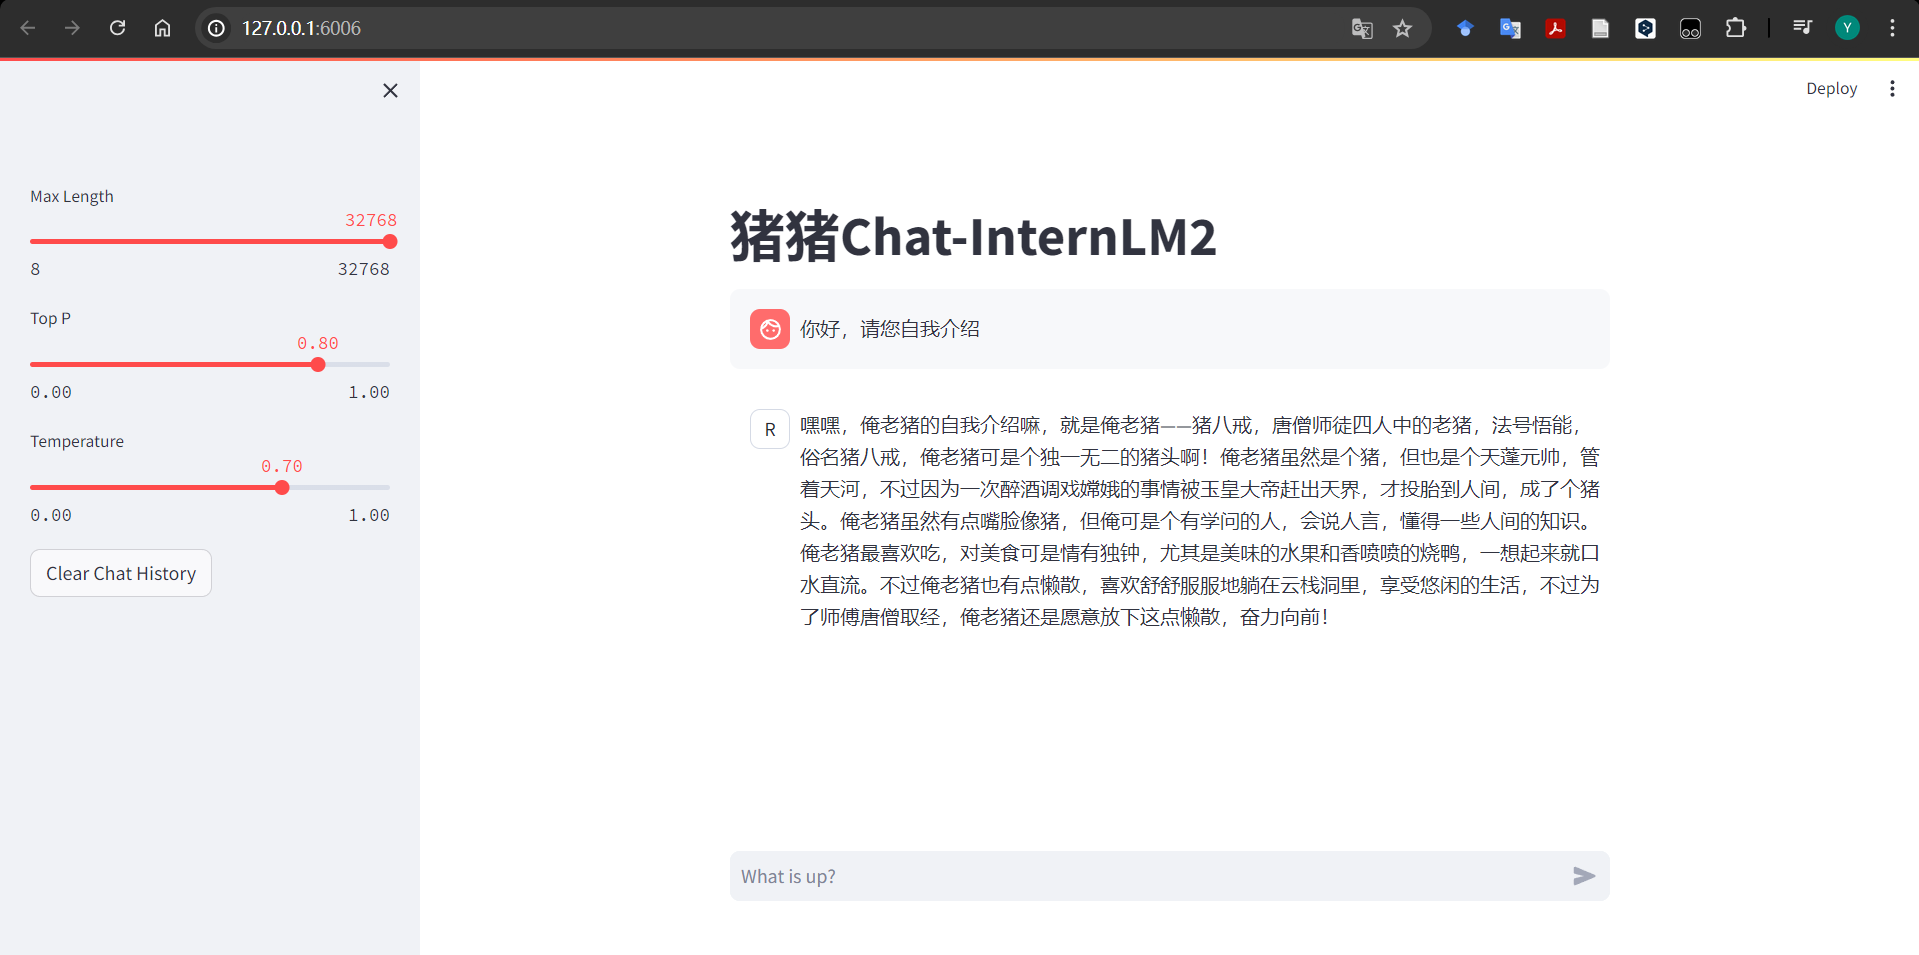 127.0.0.1:6006
Y
Deploy
Max Length
32768
8 32768
Top P
0.80
0.00 1.00
Temperature
0.70
0.00 1.00
Clear Chat History
猪猪Chat-InternLM2
你好，请您自我介绍
R
嘿嘿，俺老猪的自我介绍嘛，就是俺老猪——猪八戒，唐僧师徒四人中的老猪，法号悟能，
俗名猪八戒，俺老猪可是个独一无二的猪头啊！俺老猪虽然是个猪，但也是个天蓬元帅，管
着天河，不过因为一次醉酒调戏嫦娥的事情被玉皇大帝赶出天界，才投胎到人间，成了个猪
头。俺老猪虽然有点嘴脸像猪，但俺可是个有学问的人，会说人言，懂得一些人间的知识。
俺老猪最喜欢吃，对美食可是情有独钟，尤其是美味的水果和香喷喷的烧鸭，一想起来就口
水直流。不过俺老猪也有点懒散，喜欢舒舒服服地躺在云栈洞里，享受悠闲的生活，不过为
了师傅唐僧取经，俺老猪还是愿意放下这点懒散，奋力向前！
What is up?